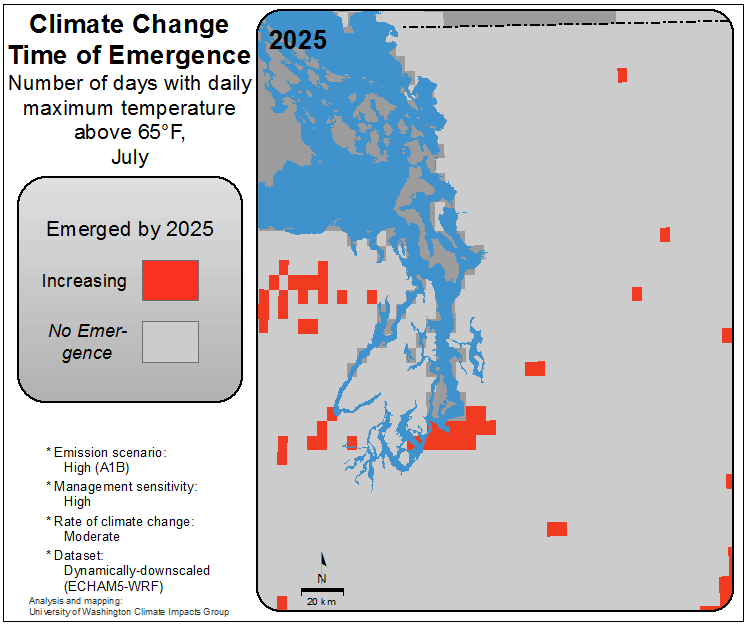 Climate Change
Time of Emergence
Number of days with daily
maximum temperature
above 65°F,
July
2025
Emerged by 2025
Increasing
No Emer-
gence
* Emission scenario:
High (A1B)
* Management sensitivity:
High
* Rate of climate change:
Moderate
* Dataset:
Dynamically-downscaled
(ECHAM5-WRF)
Analysis and mapping:
University of Washington Climate Impacts Group
N
20 km